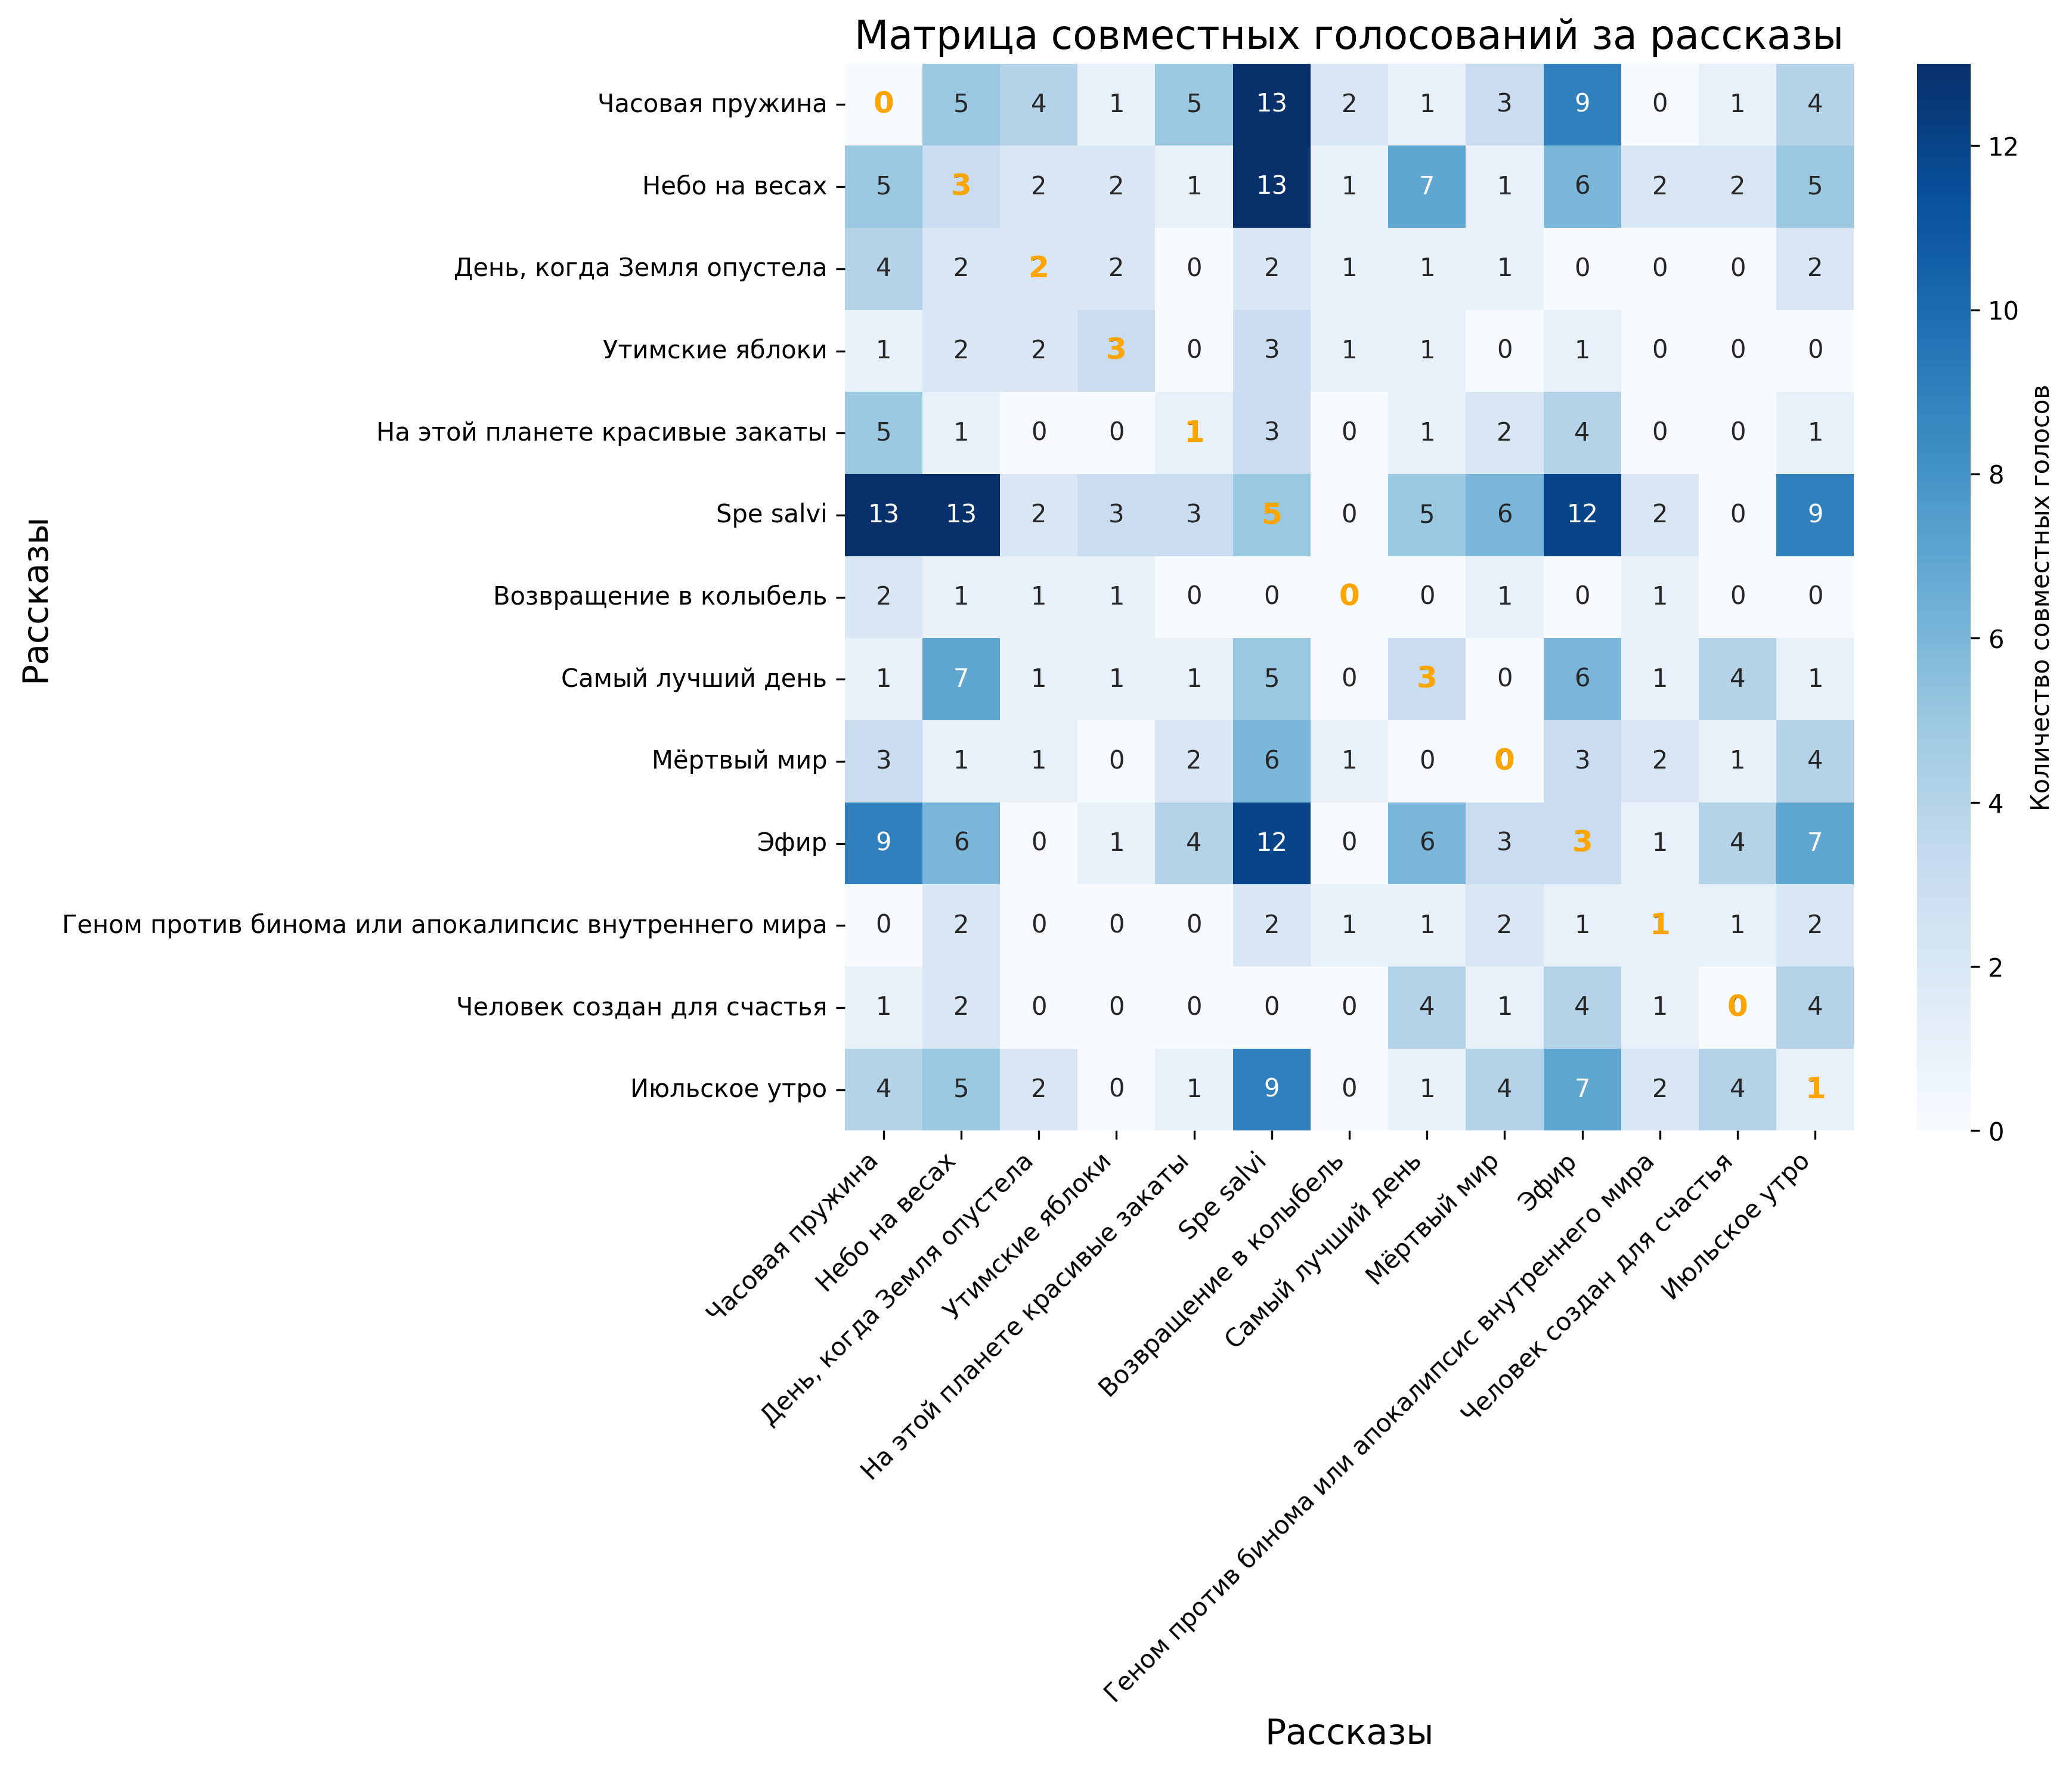 Матрица совместных голосований за рассказы
Часовая пружина 0 5 4 1 5 13 2 1 3 9 0 1 4
Небо на весах 5 3 2 2 1 13 1 7 1 6 2 2 5
День, когда Земля опустела 4 2 2 2 0 2 1 1 1 0 0 0 2
Утимские яблоки 1 2 2 3 0 3 1 1 0 1 0 0 0
На этой планете красивые закаты 5 1 0 0 1 3 0 1 2 4 0 0 1
Spe salvi 13 13 2 3 3 5 0 5 6 12 2 0 9
Возвращение в колыбель 2 1 1 1 0 0 0 0 1 0 1 0 0
Самый лучший день 1 7 1 1 1 5 0 3 0 6 1 4 1
Мёртвый мир 3 1 1 0 2 6 1 0 0 3 2 1 4
Эфир 9 6 0 1 4 12 0 6 3 3 1 4 7
Геном против бинома или апокалипсис внутреннего мира 0 2 0 0 0 2 1 1 2 1 1 1 2
Человек создан для счастья 1 2 0 0 0 0 0 4 1 4 1 0 4
Июльское утро 4 5 2 0 1 9 0 1 4 7 2 4 1
Рассказы
Часовая пружина
Небо на весах
День, когда Земля опустела
Утимские яблоки
На этой планете красивые закаты
Spe salvi
Возвращение в колыбель
Самый лучший день
Мёртвый мир
Эфир
Геном против бинома или апокалипсис внутреннего мира
Человек создан для счастья
Июльское утро
Рассказы
12
10
8
6
4
2
0
Количество совместных голосов